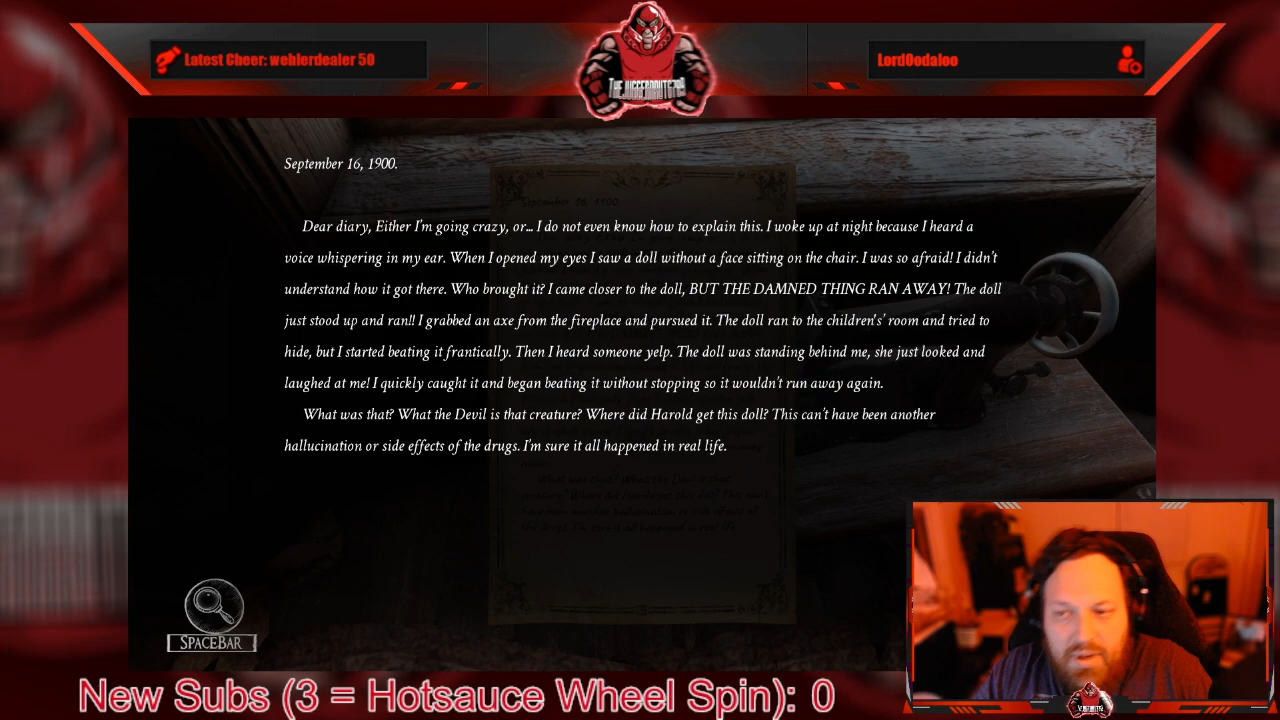 Latest Cheer: wehlerdealer 50
THEJUGGERNAUT390
LordOodaloo
September 16, 1900.
Dear diary, Either I'm going crazy, or... I do not even know how to explain this. I woke up at night because I heard a
voice whispering in my ear. When I opened my eyes I saw a doll without a face sitting on the chair. I was so afraid! I didn't
understand how it got there. Who brought it? I came closer to the doll, BUT THE DAMNED THING RAN AWAY! The doll
just stood up and ran!! I grabbed an axe from the fireplace and pursued it. The doll ran to the children's' room and tried to
hide, but I started beating it frantically. Then I heard someone yelp. The doll was standing behind me, she just looked and
laughed at me! I quickly caught it and began beating it without stopping so it wouldn't run away again.
What was that? What the Devil is that creature? Where did Harold get this doll? This can't have been another
hallucination or side effects of the drugs. I'm sure it all happened in real life.
SPACEBAR
New Subs (3 = Hotsauce Wheel Spin): 0